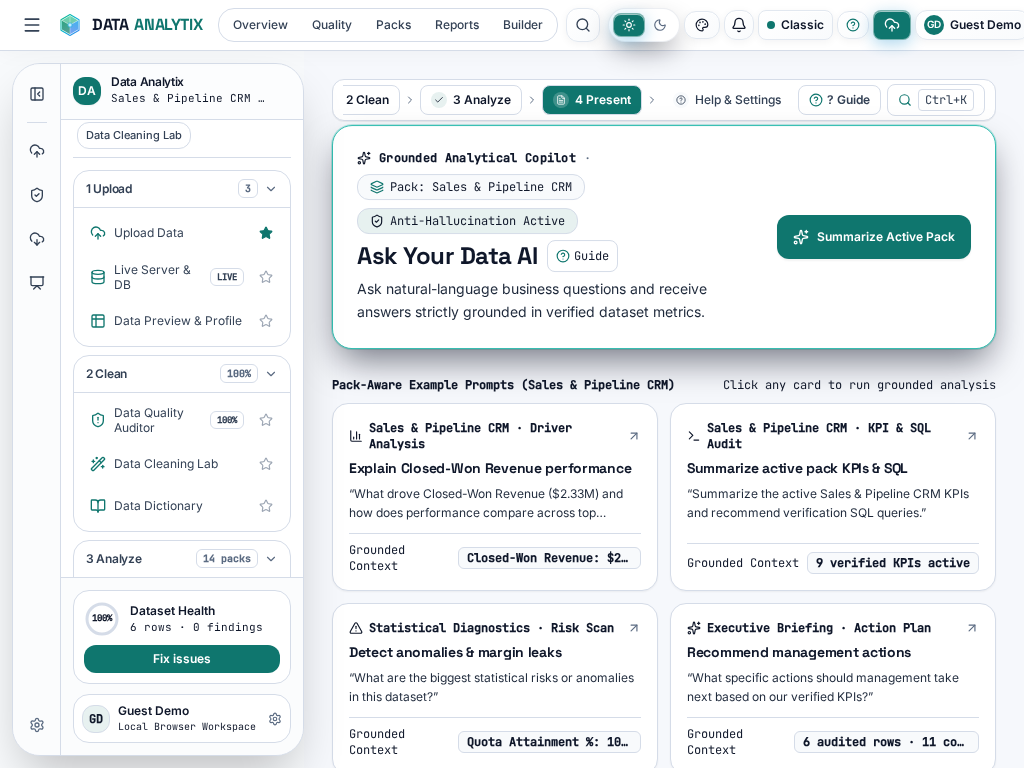 DATA ANALYTIX
Overview
Quality
Packs
Reports
Builder
Classic
GD
Guest Demo
DA
Data Analytix
Sales & Pipeline CRM …
Data Cleaning Lab
1 Upload
3
Upload Data
Live Server &
DB
LIVE
Data Preview & Profile
2 Clean
100%
Data Quality
Auditor
100%
Data Cleaning Lab
Data Dictionary
3 Analyze
14 packs
100%
Dataset Health
6 rows · 0 findings
Fix issues
GD
Guest Demo
Local Browser Workspace
2 Clean
3 Analyze
4 Present
Help & Settings
? Guide
Ctrl+K
Grounded Analytical Copilot ·
Pack: Sales & Pipeline CRM
Anti-Hallucination Active
Ask Your Data AI
Guide
Ask natural-language business questions and receive
answers strictly grounded in verified dataset metrics.
Summarize Active Pack
Pack-Aware Example Prompts (Sales & Pipeline CRM)
Click any card to run grounded analysis
Sales & Pipeline CRM · Driver
Analysis
Explain Closed-Won Revenue performance
“What drove Closed-Won Revenue ($2.33M) and
how does performance compare across top…
Grounded
Context
Closed-Won Revenue: $2…
Sales & Pipeline CRM · KPI & SQL
Audit
Summarize active pack KPIs & SQL
“Summarize the active Sales & Pipeline CRM KPIs
and recommend verification SQL queries.”
Grounded Context
9 verified KPIs active
Statistical Diagnostics · Risk Scan
Detect anomalies & margin leaks
“What are the biggest statistical risks or anomalies
in this dataset?”
Grounded
Context
Quota Attainment %: 10…
Executive Briefing · Action Plan
Recommend management actions
“What specific actions should management take
next based on our verified KPIs?”
Grounded
Context
6 audited rows · 11 co…